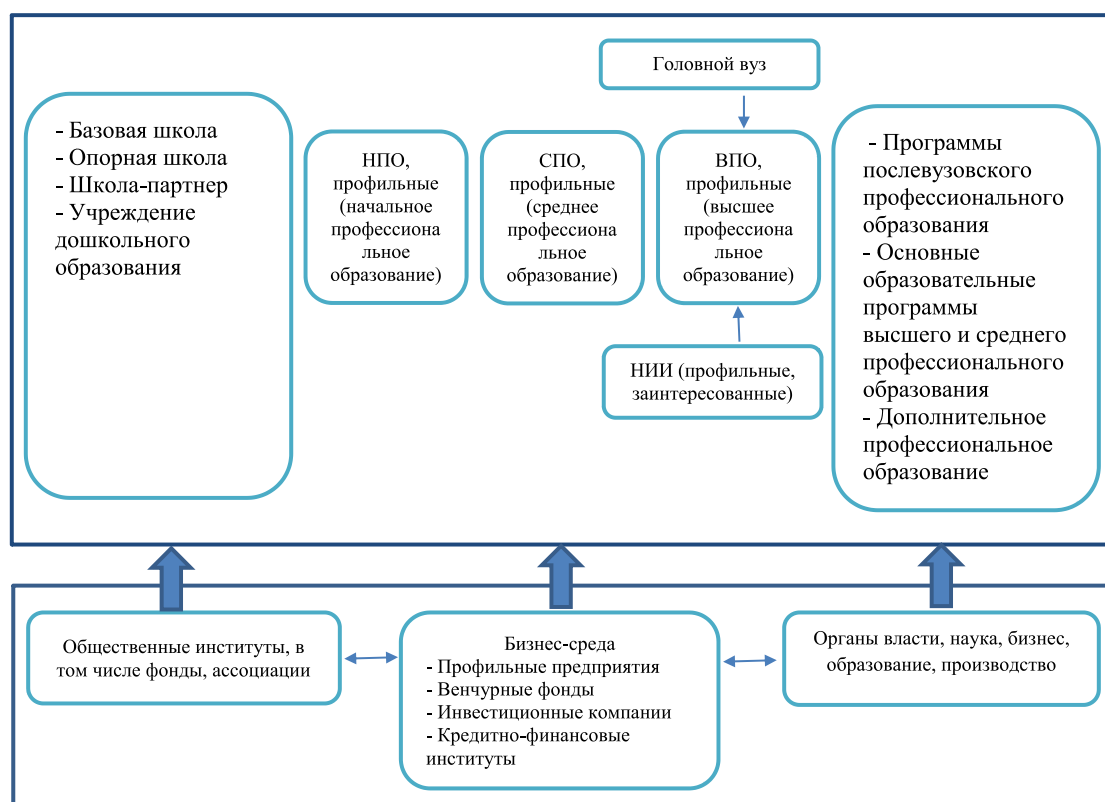 Головной вуз
- Базовая школа
- Опорная школа
- Школа-партнер
- Учреждение
дошкольного
образования
НПО,
профильные
(начальное
профессиона
льное
образование)
СПО,
профильные
(среднее
профессиона
льное
образование)
ВПО,
профильные
(высшее
профессиона
льное
образование)
НИИ (профильные,
заинтересованные)
- Программы
послевузовского
профессионального
образования
- Основные
образовательные
программы
высшего и среднего
профессионального
образования
- Дополнительное
профессиональное
образование
Общественные институты, в
том числе фонды, ассоциации
Бизнес-среда
- Профильные предприятия
- Венчурные фонды
- Инвестиционные компании
- Кредитно-финансовые
институты
Органы власти, наука, бизнес,
образование, производство